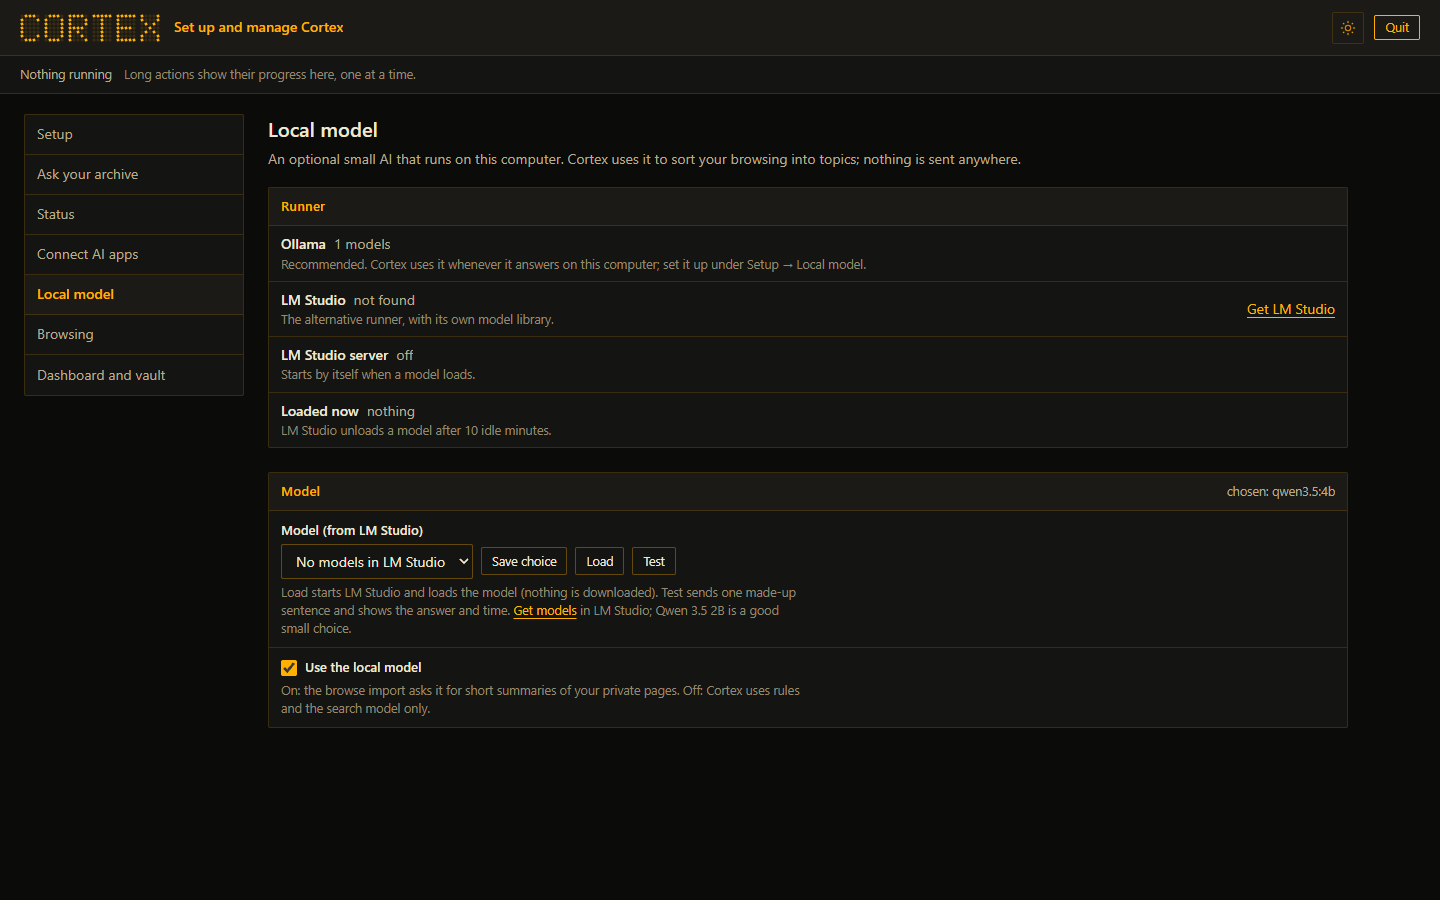 CORTEX Set up and manage Cortex
Quit
Nothing running Long actions show their progress here, one at a time.
Setup
Ask your archive
Status
Connect AI apps
Local model
Browsing
Dashboard and vault
Local model
An optional small AI that runs on this computer. Cortex uses it to sort your browsing into topics; nothing is sent anywhere.
Runner
Ollama 1 models
Recommended. Cortex uses it whenever it answers on this computer; set it up under Setup → Local model.
LM Studio not found
The alternative runner, with its own model library.
Get LM Studio
LM Studio server off
Starts by itself when a model loads.
Loaded now nothing
LM Studio unloads a model after 10 idle minutes.
Model
chosen: qwen3.5:4b
Model (from LM Studio)
No models in LM Studio Save choice Load Test
Load starts LM Studio and loads the model (nothing is downloaded). Test sends one made-up
sentence and shows the answer and time. Get models in LM Studio; Qwen 3.5 2B is a good
small choice.
Use the local model
On: the browse import asks it for short summaries of your private pages. Off: Cortex uses rules
and the search model only.